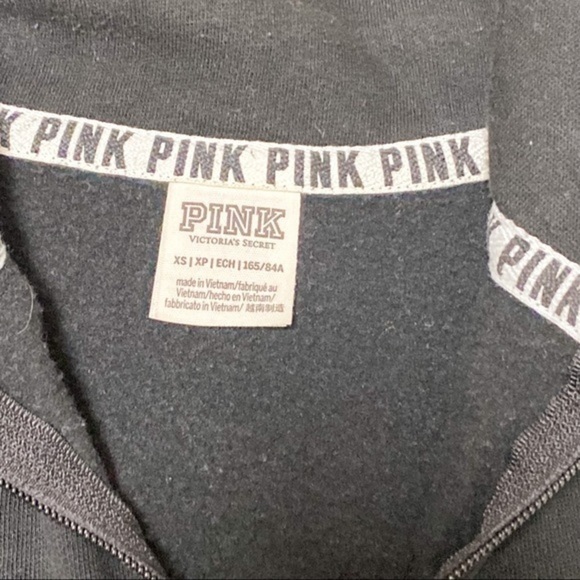 K PINK PINK PINK PINK
PINK
VICTORIA'S SECRET
XS | XP | ECH | 165/84A
made in Vietnam/fabriqué au
Vietnam/hecho en Vietnam/
fabbricato in Vietnam/ 越南制造
PINK